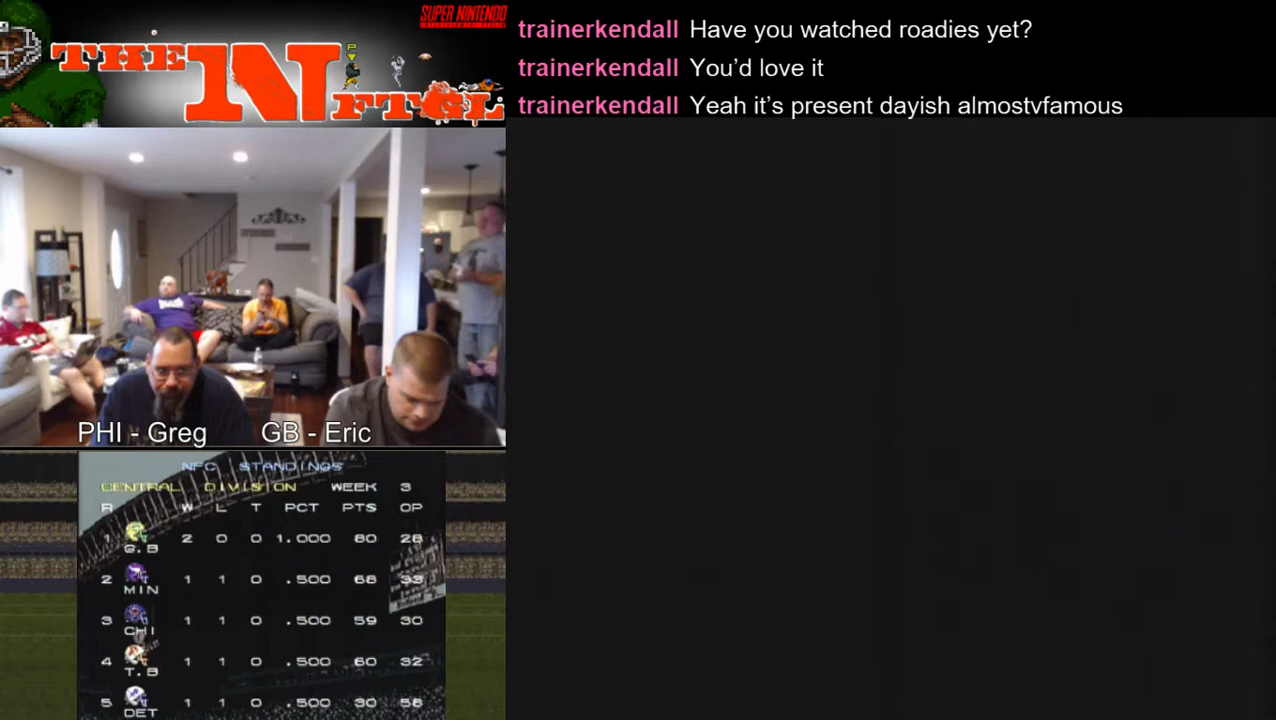 SUPER NINTENDO
THE NFTGL
trainerkendall Have you watched roadies yet?
trainerkendall You'd love it
trainerkendall Yeah it's present dayish almostvfamous
PHI - Greg GB - Eric
NFC STANDINGS
CENTRAL DIVISION WEEK 3
R W L T PCT PTS OP
1 G.B 2 0 0 1.000 80 28
2 MIN 1 1 0 .500 68 33
3 CHI 1 1 0 .500 59 30
4 T.B 1 1 0 .500 60 32
5 DET 1 1 0 .500 30 58